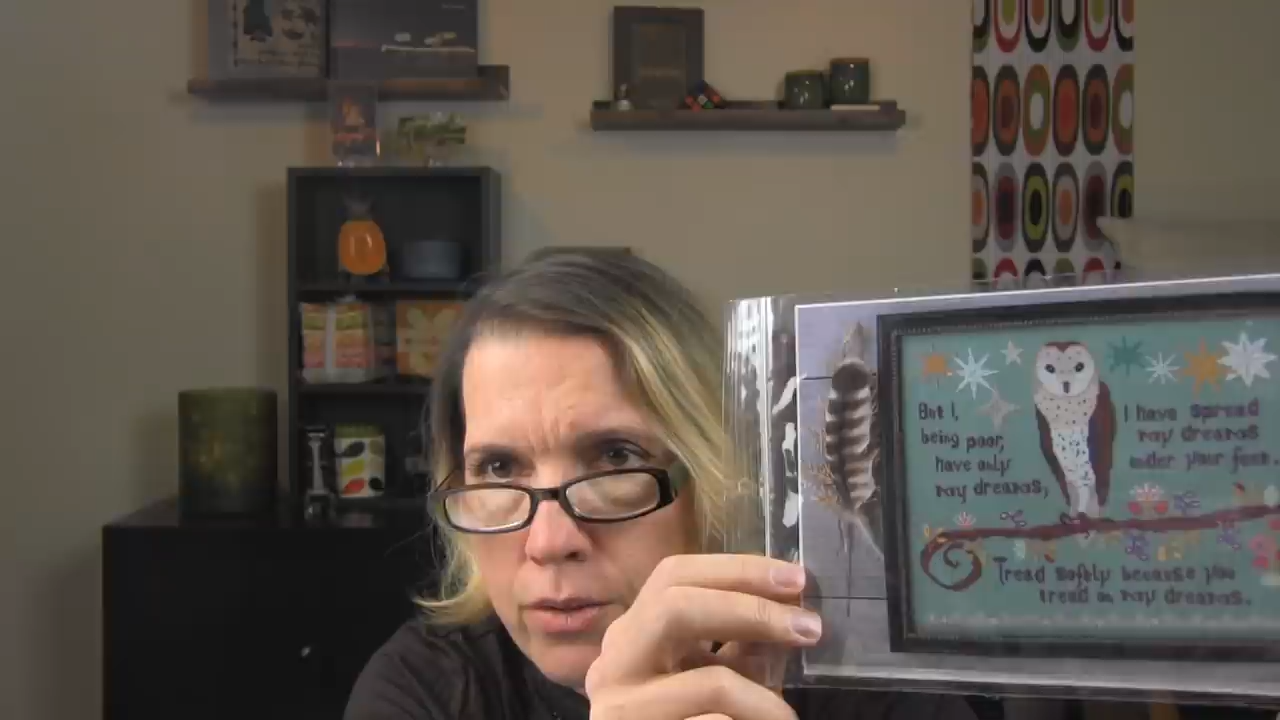 But I,
being poor,
have only
my dreams,
I have spread
my dreams
under your feet.
Tread softly because you
tread on my dreams.